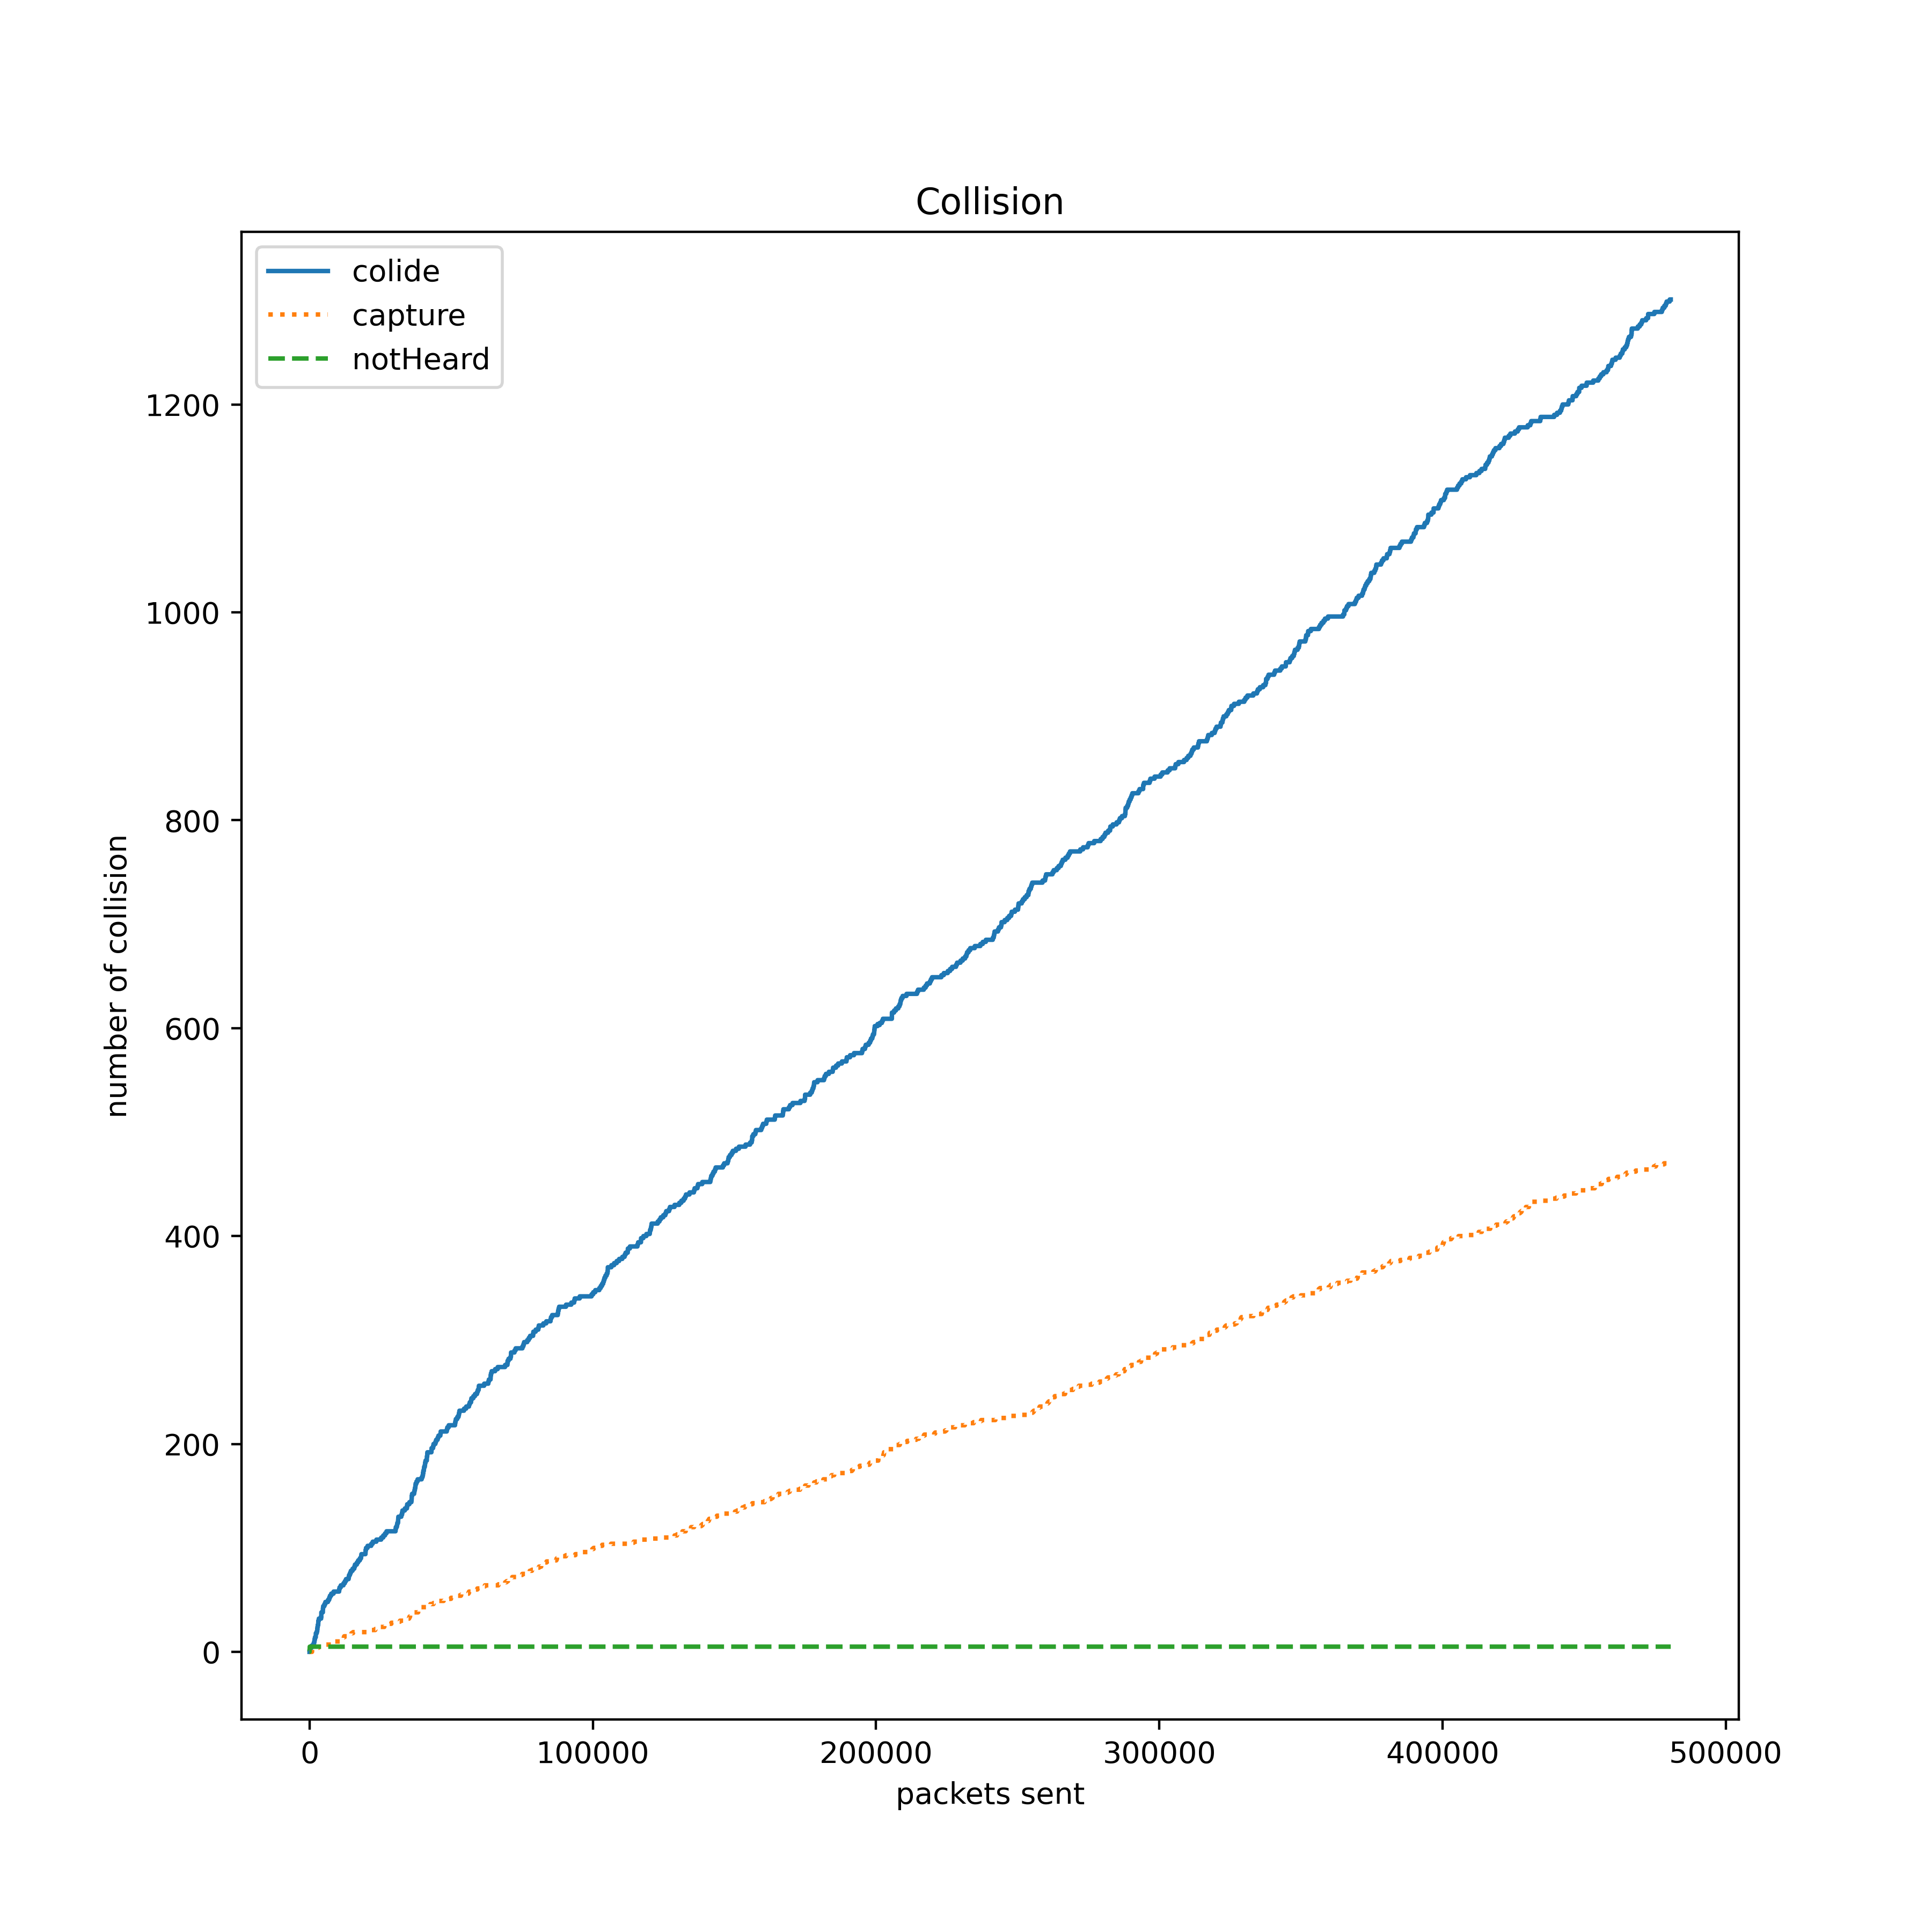 Collision
colide
capture
notHeard
1200
1000
800
600
400
200
0
number of collision
0 100000 200000 300000 400000 500000
packets sent